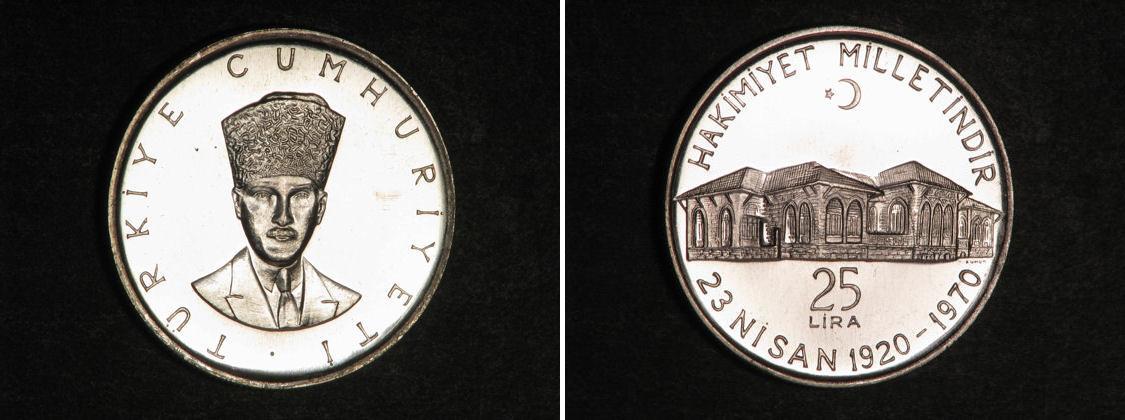 TÜRKİYE CUMHURİYETİ
HAKİMİYET MİLLETİNDİR
25
LİRA
23 NİSAN 1920-1970